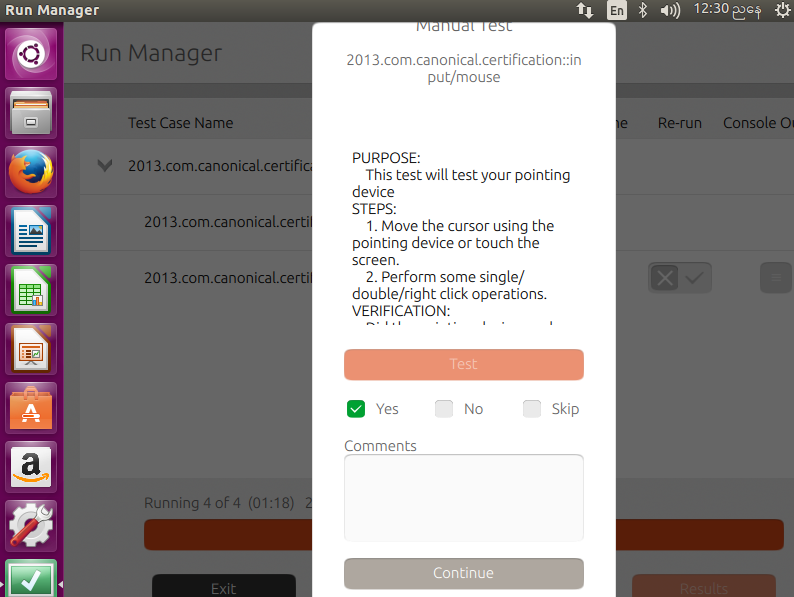 Run Manager
En
12:30 ညနေ
Run Manager
Test Case Name
Re-run
Console Ou
2013.com.canonical.certifica
2013.com.canonical.certif
2013.com.canonical.certif
Running 4 of 4 (01:18) 2
Exit
Results
Manual Test
2013.com.canonical.certification::in
put/mouse
PURPOSE:
This test will test your pointing
device
STEPS:
1. Move the cursor using the
pointing device or touch the
screen.
2. Perform some single/
double/right click operations.
VERIFICATION:
Test
Yes
No
Skip
Comments
Continue